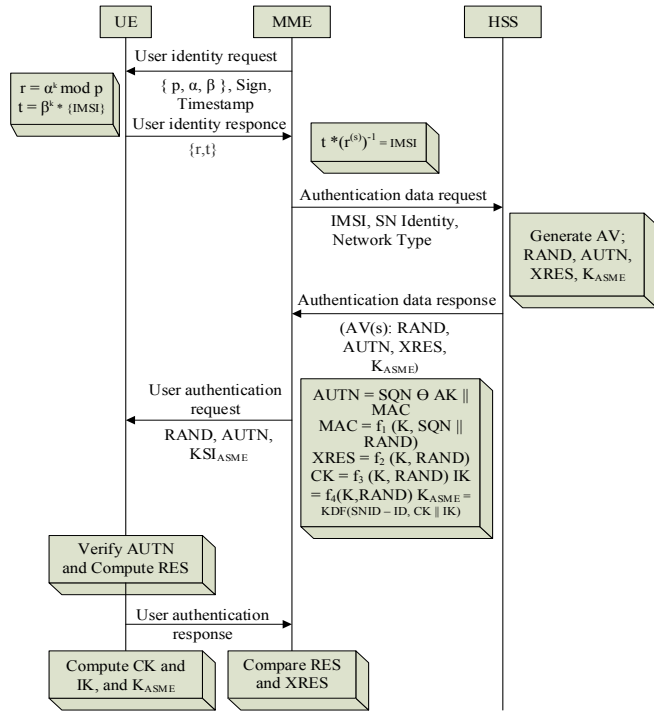 UE
MME
HSS
User identity request
{ p, α, β }, Sign,
Timestamp
r = αᵏ mod p
t = βᵏ * {IMSI}
User identity responce
{r,t}
t *(r⁽ˢ⁾)⁻¹ = IMSI
Authentication data request
IMSI, SN Identity,
Network Type
Generate AV;
RAND, AUTN,
XRES, K_ASME
Authentication data response
(AV(s): RAND,
AUTN, XRES,
K_ASME)
User authentication
request
RAND, AUTN,
KSI_ASME
AUTN = SQN Ө AK ||
MAC
MAC = f₁ (K, SQN ||
RAND)
XRES = f₂ (K, RAND)
CK = f₃ (K, RAND) IK
= f₄(K,RAND) K_ASME =
KDF(SNID – ID, CK || IK)
Verify AUTN
and Compute RES
User authentication
response
Compute CK and
IK, and K_ASME
Compare RES
and XRES